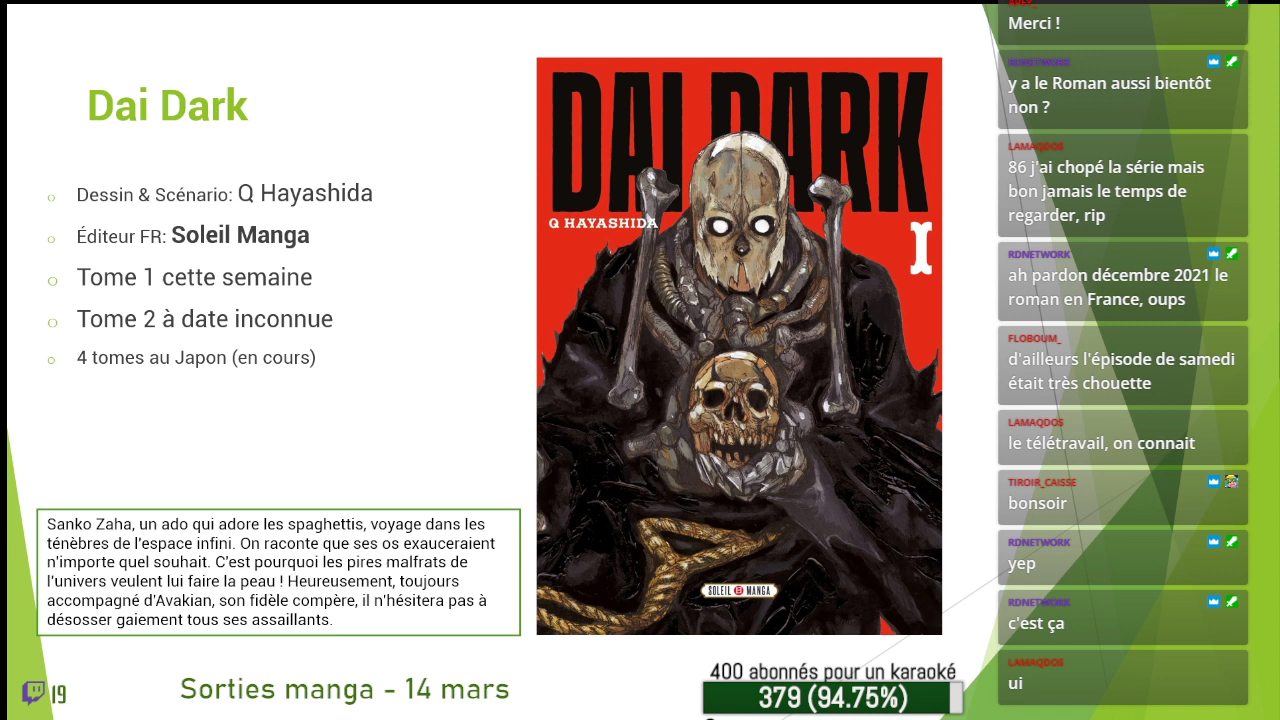 Dai Dark
Dessin & Scénario: Q Hayashida
Éditeur FR: Soleil Manga
Tome 1 cette semaine
Tome 2 à date inconnue
4 tomes au Japon (en cours)
Sanko Zaha, un ado qui adore les spaghettis, voyage dans les
ténèbres de l'espace infini. On raconte que ses os exauceraient
n'importe quel souhait. C'est pourquoi les pires malfrats de
l'univers veulent lui faire la peau ! Heureusement, toujours
accompagné d'Avakian, son fidèle compère, il n'hésitera pas à
désosser gaiement tous ses assaillants.
DAI DARK
Q HAYASHIDA
I
SOLEIL MANGA
19
Sorties manga - 14 mars
400 abonnés pour un karaoké
379 (94.75%)
Merci !
RDNETWORK
y a le Roman aussi bientôt
non ?
LAMAQDOS
86 j'ai chopé la série mais
bon jamais le temps de
regarder, rip
RDNETWORK
ah pardon décembre 2021 le
roman en France, oups
FLOBOUM_
d'ailleurs l'épisode de samedi
était très chouette
LAMAQDOS
le télétravail, on connait
TIROIR_CAISSE
bonsoir
RDNETWORK
yep
RDNETWORK
c'est ça
LAMAQDOS
ui